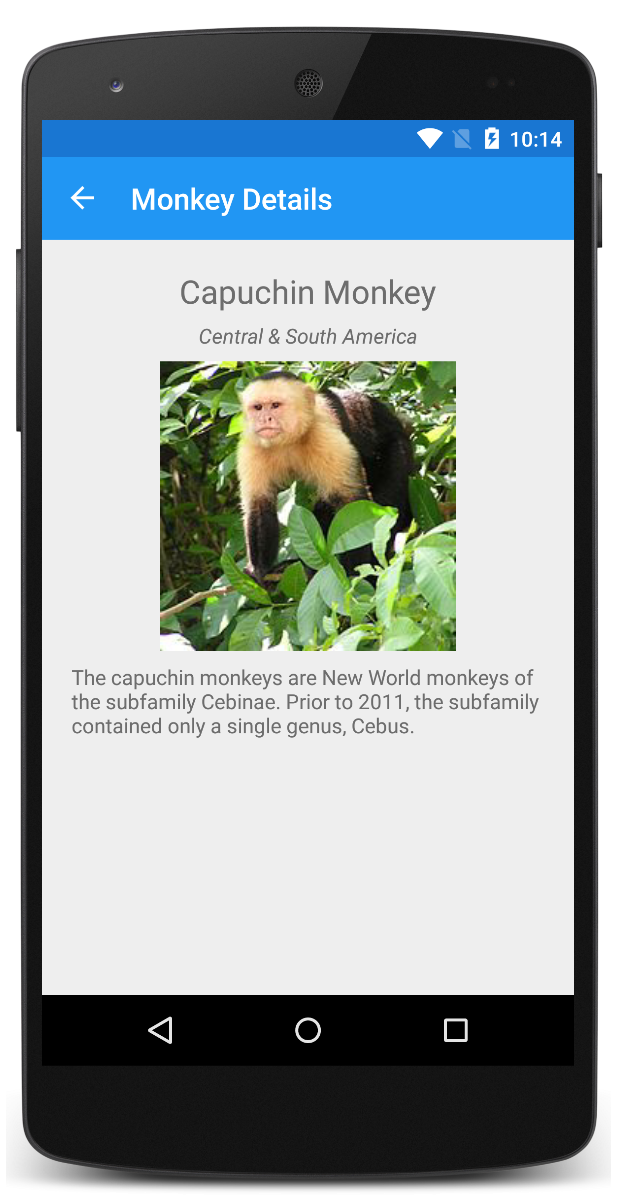 10:14
Monkey Details
Capuchin Monkey
Central & South America
The capuchin monkeys are New World monkeys of
the subfamily Cebinae. Prior to 2011, the subfamily
contained only a single genus, Cebus.